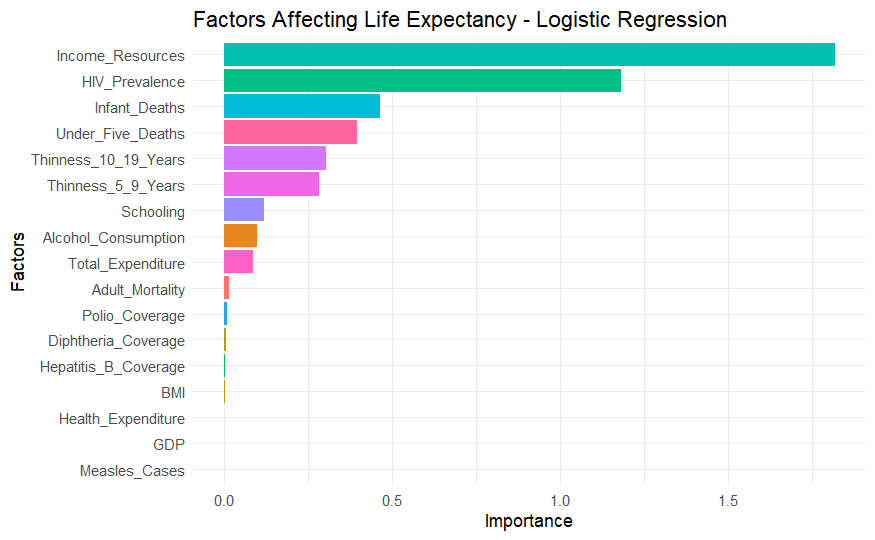 Factors Affecting Life Expectancy - Logistic Regression
Factors
Income_Resources
HIV_Prevalence
Infant_Deaths
Under_Five_Deaths
Thinness_10_19_Years
Thinness_5_9_Years
Schooling
Alcohol_Consumption
Total_Expenditure
Adult_Mortality
Polio_Coverage
Diphtheria_Coverage
Hepatitis_B_Coverage
BMI
Health_Expenditure
GDP
Measles_Cases
0.0 0.5 1.0 1.5
Importance